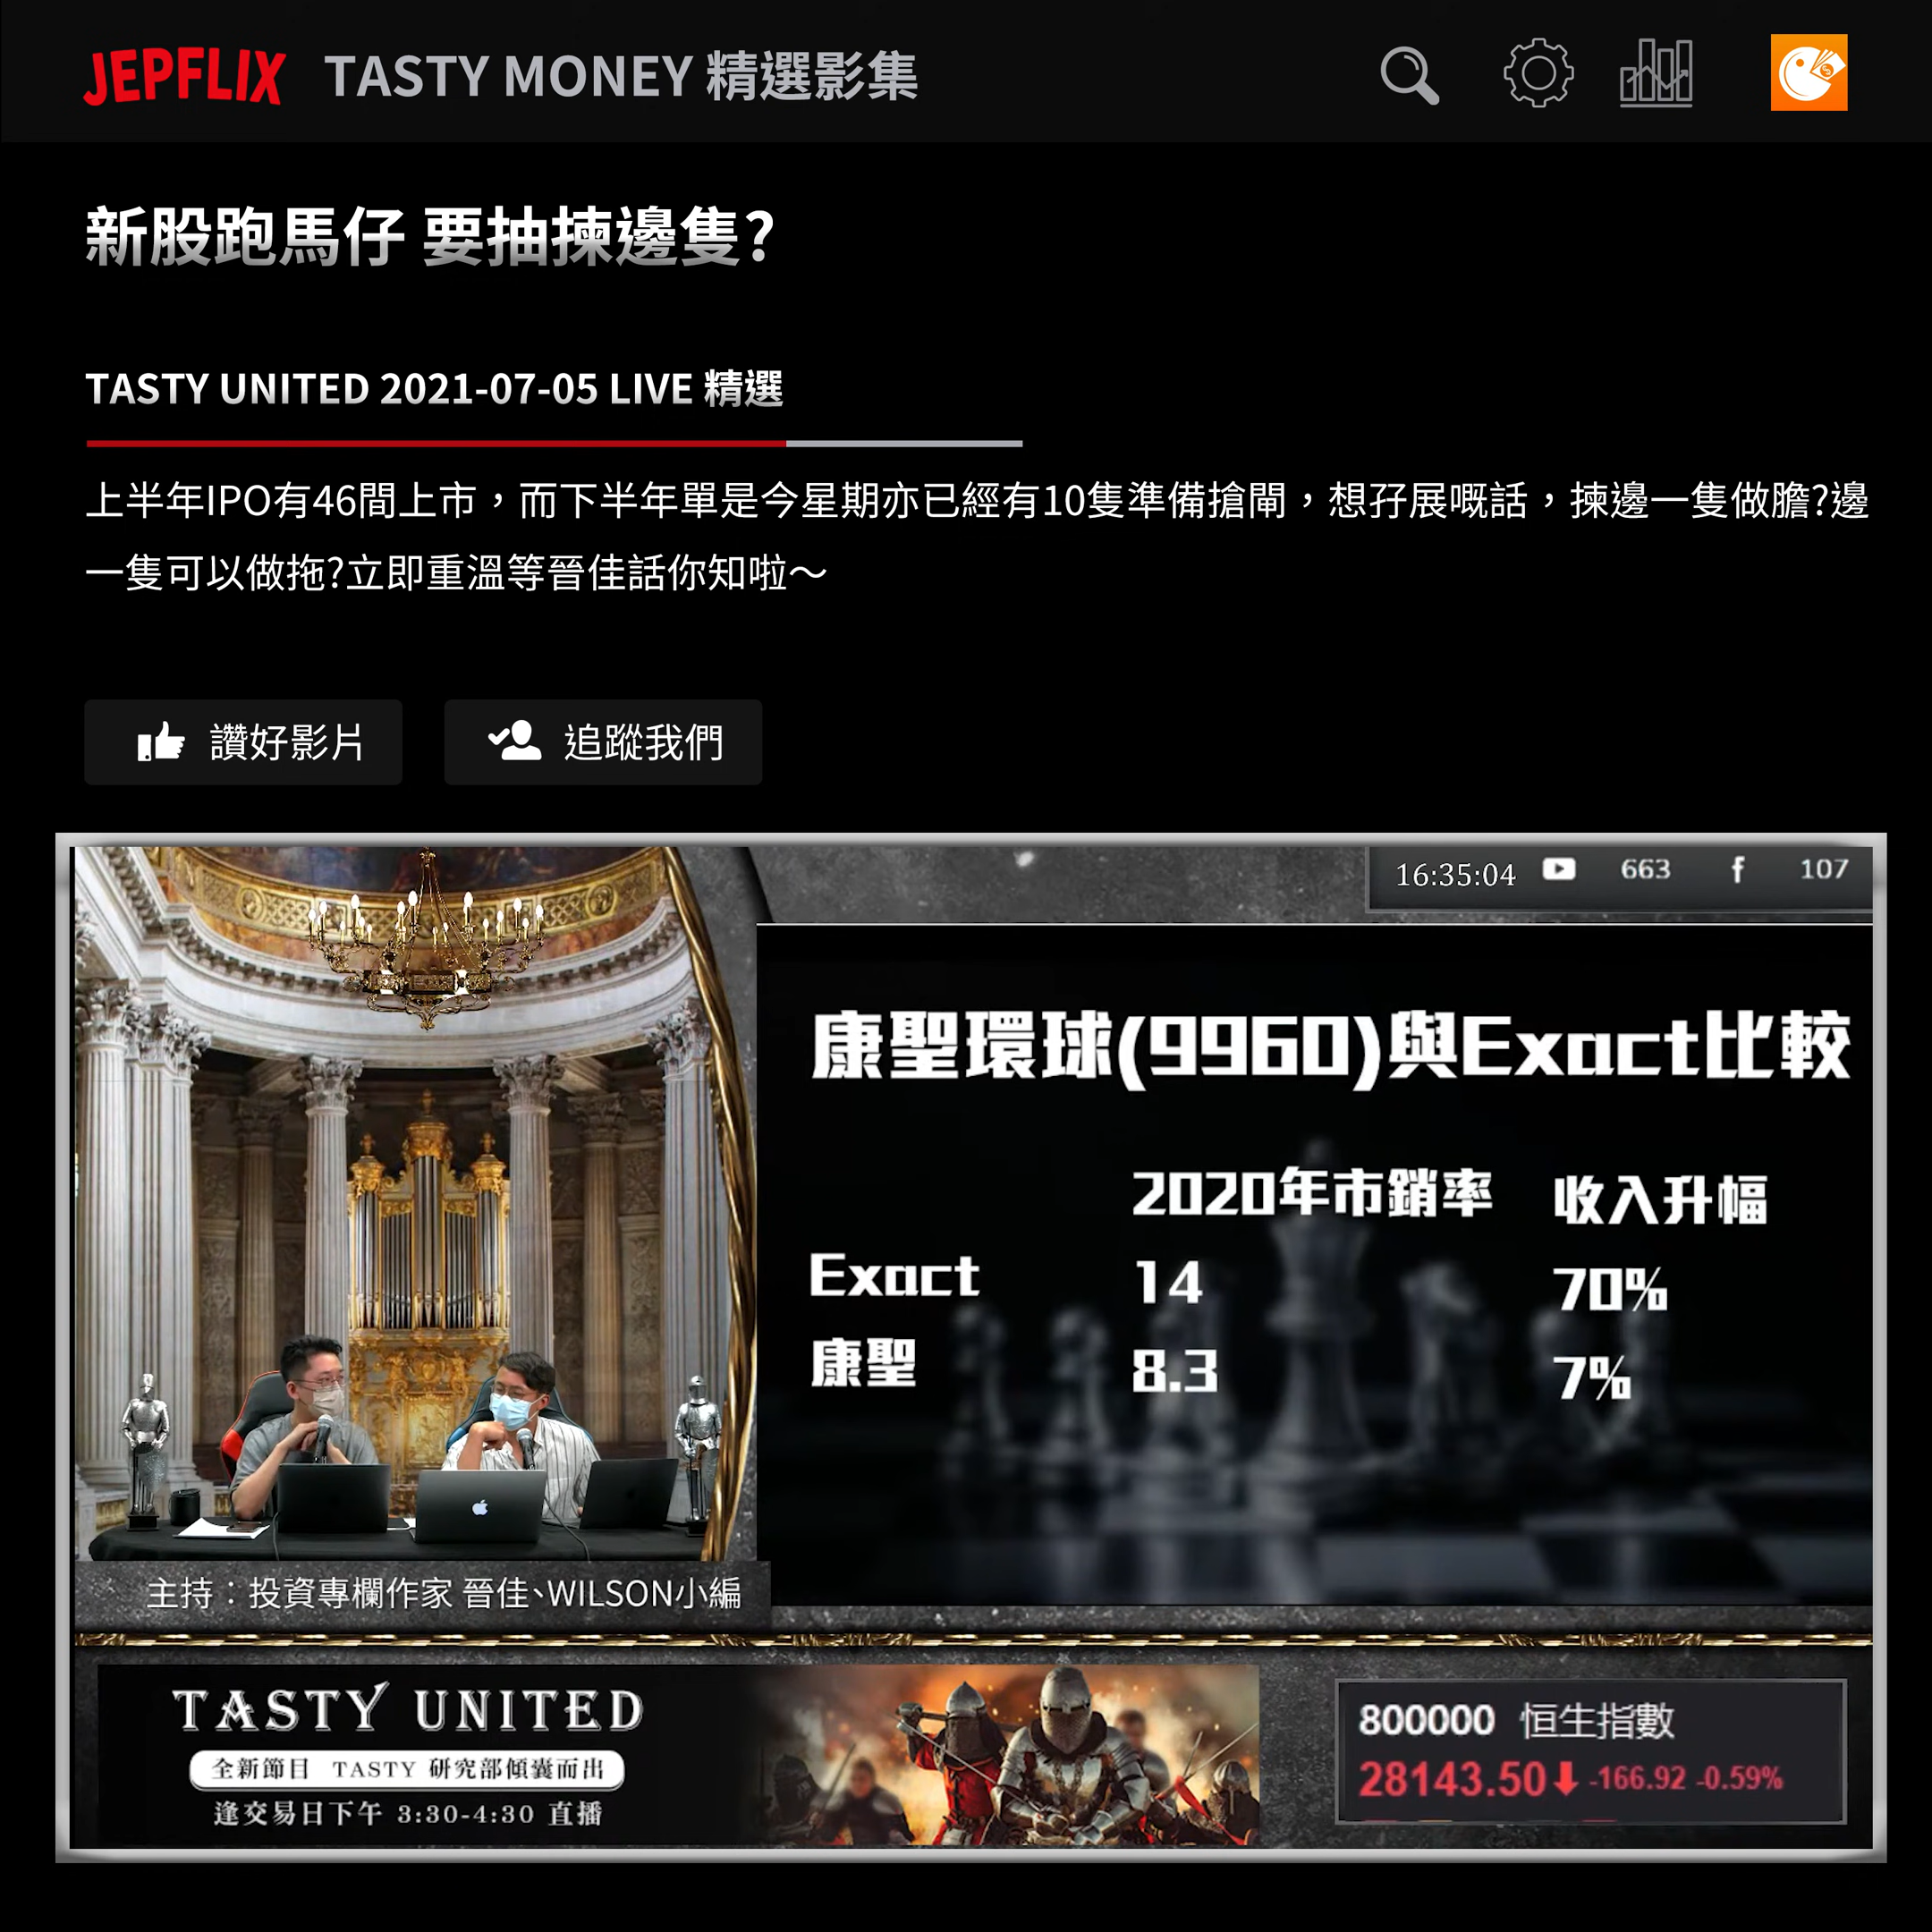 JEPFLIX TASTY MONEY 精選影集
新股跑馬仔 要抽揀邊隻?
TASTY UNITED 2021-07-05 LIVE 精選
上半年IPO有46間上市，而下半年單是今星期亦已經有10隻準備搶閘，想孖展嘅話，揀邊一隻做膽?邊
一隻可以做拖?立即重溫等晉佳話你知啦～
讚好影片
追蹤我們
16:35:04 663 107
康聖環球(9960)與Exact比較
2020年市銷率 收入升幅
Exact 14 70%
康聖 8.3 7%
主持：投資專欄作家 晉佳、WILSON小編
TASTY UNITED
全新節目 TASTY 研究部傾囊而出
逢交易日下午 3:30-4:30 直播
800000 恒生指數
28143.50⬇ -166.92 -0.59%